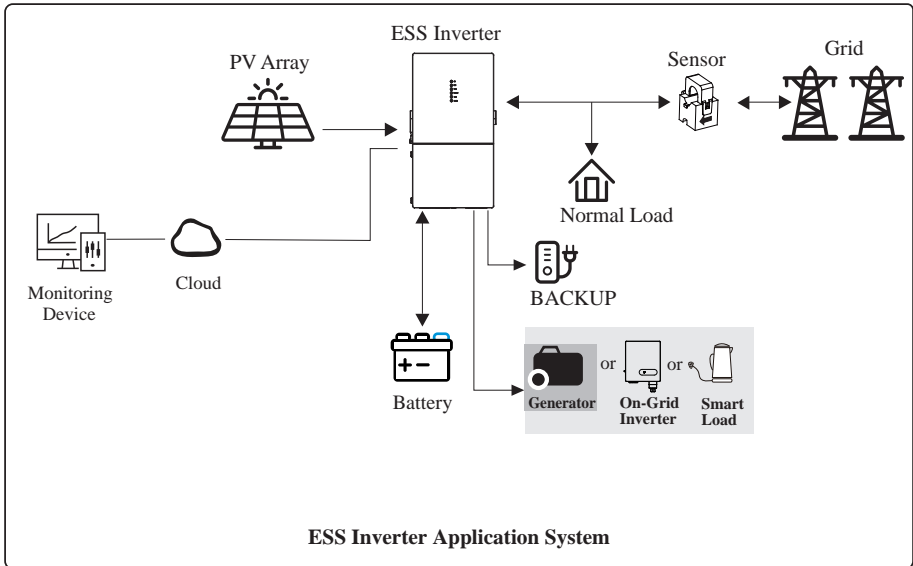 ESS Inverter
PV Array
Sensor
Grid
Normal Load
Monitoring
Device
Cloud
BACKUP
Battery
Generator
or
On-Grid
Inverter
or
Smart
Load
ESS Inverter Application System